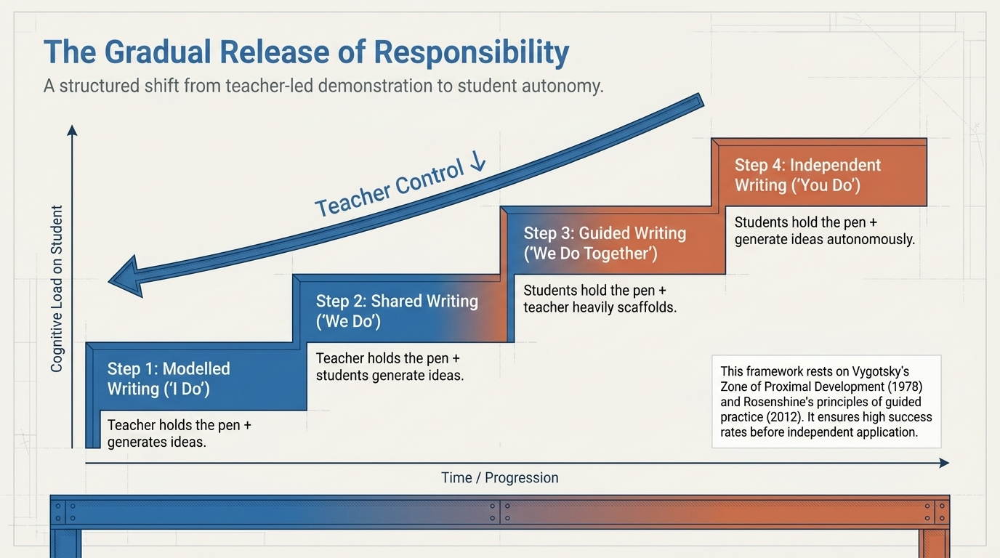 The Gradual Release of Responsibility
A structured shift from teacher-led demonstration to student autonomy.
Cognitive Load on Student
Teacher Control ↓
Step 1: Modelled
Writing (‘I Do’)
Teacher holds the pen +
generates ideas.
Step 2: Shared Writing
(‘We Do’)
Teacher holds the pen +
students generate ideas.
Step 3: Guided Writing
(‘We Do Together’)
Students hold the pen +
teacher heavily scaffolds.
Step 4: Independent
Writing (‘You Do’)
Students hold the pen +
generate ideas autonomously.
This framework rests on Vygotsky's
Zone of Proximal Development (1978)
and Rosenshine's principles of guided
practice (2012). It ensures high success
rates before independent application.
Time / Progression